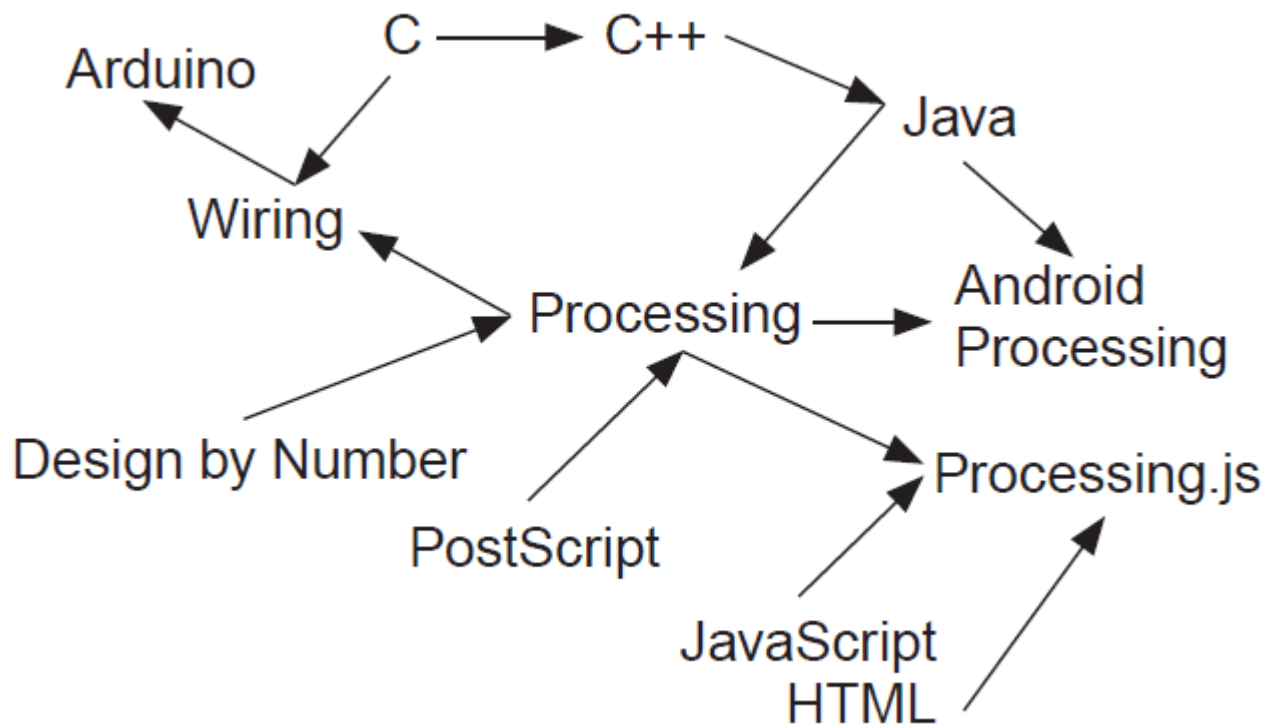 C
C++
Arduino
Java
Wiring
Android
Processing
Processing
Design by Number
Processing.js
PostScript
JavaScript
HTML